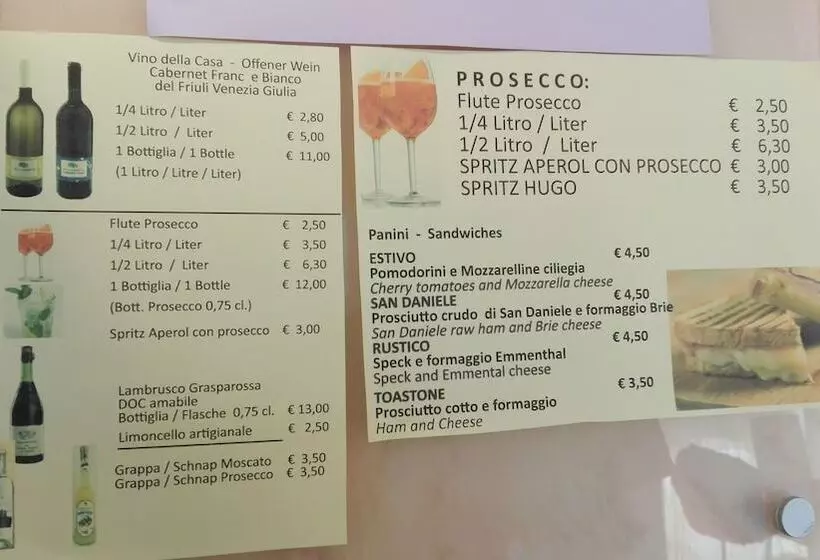 Vino della Casa - Offener Wein
Cabernet Franc e Bianco
del Friuli Venezia Giulia
1/4 Litro / Liter € 2,80
1/2 Litro / Liter € 5,00
1 Bottiglia / 1 Bottle € 11,00
(1 Litro / Litre / Liter)
Flute Prosecco € 2,50
1/4 Litro / Liter € 3,50
1/2 Litro / Liter € 6,30
1 Bottiglia / 1 Bottle € 12,00
(Bott. Prosecco 0,75 cl.)
Spritz Aperol con prosecco € 3,00
Lambrusco Grasparossa
DOC amabile
Bottiglia / Flasche 0,75 cl. € 13,00
Limoncello artigianale € 2,50
Grappa / Schnap Moscato € 3,50
Grappa / Schnap Prosecco € 3,50
PROSECCO:
Flute Prosecco € 2,50
1/4 Litro / Liter € 3,50
1/2 Litro / Liter € 6,30
SPRITZ APEROL CON PROSECCO € 3,00
SPRITZ HUGO € 3,50
Panini - Sandwiches
ESTIVO € 4,50
Pomodorini e Mozzarelline ciliegia
Cherry tomatoes and Mozzarella cheese
SAN DANIELE € 4,50
Prosciutto crudo di San Daniele e formaggio Brie
San Daniele raw ham and Brie cheese
RUSTICO € 4,50
Speck e formaggio Emmenthal
Speck and Emmental cheese
TOASTONE € 3,50
Prosciutto cotto e formaggio
Ham and Cheese